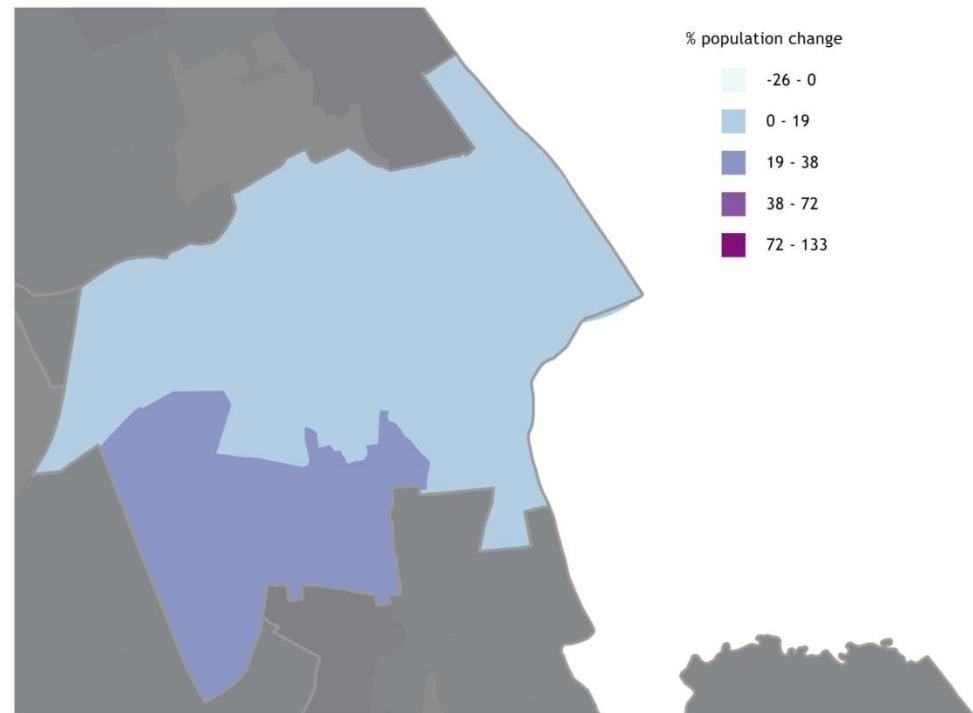 % population change
-26 - 0
0 - 19
19 - 38
38 - 72
72 - 133